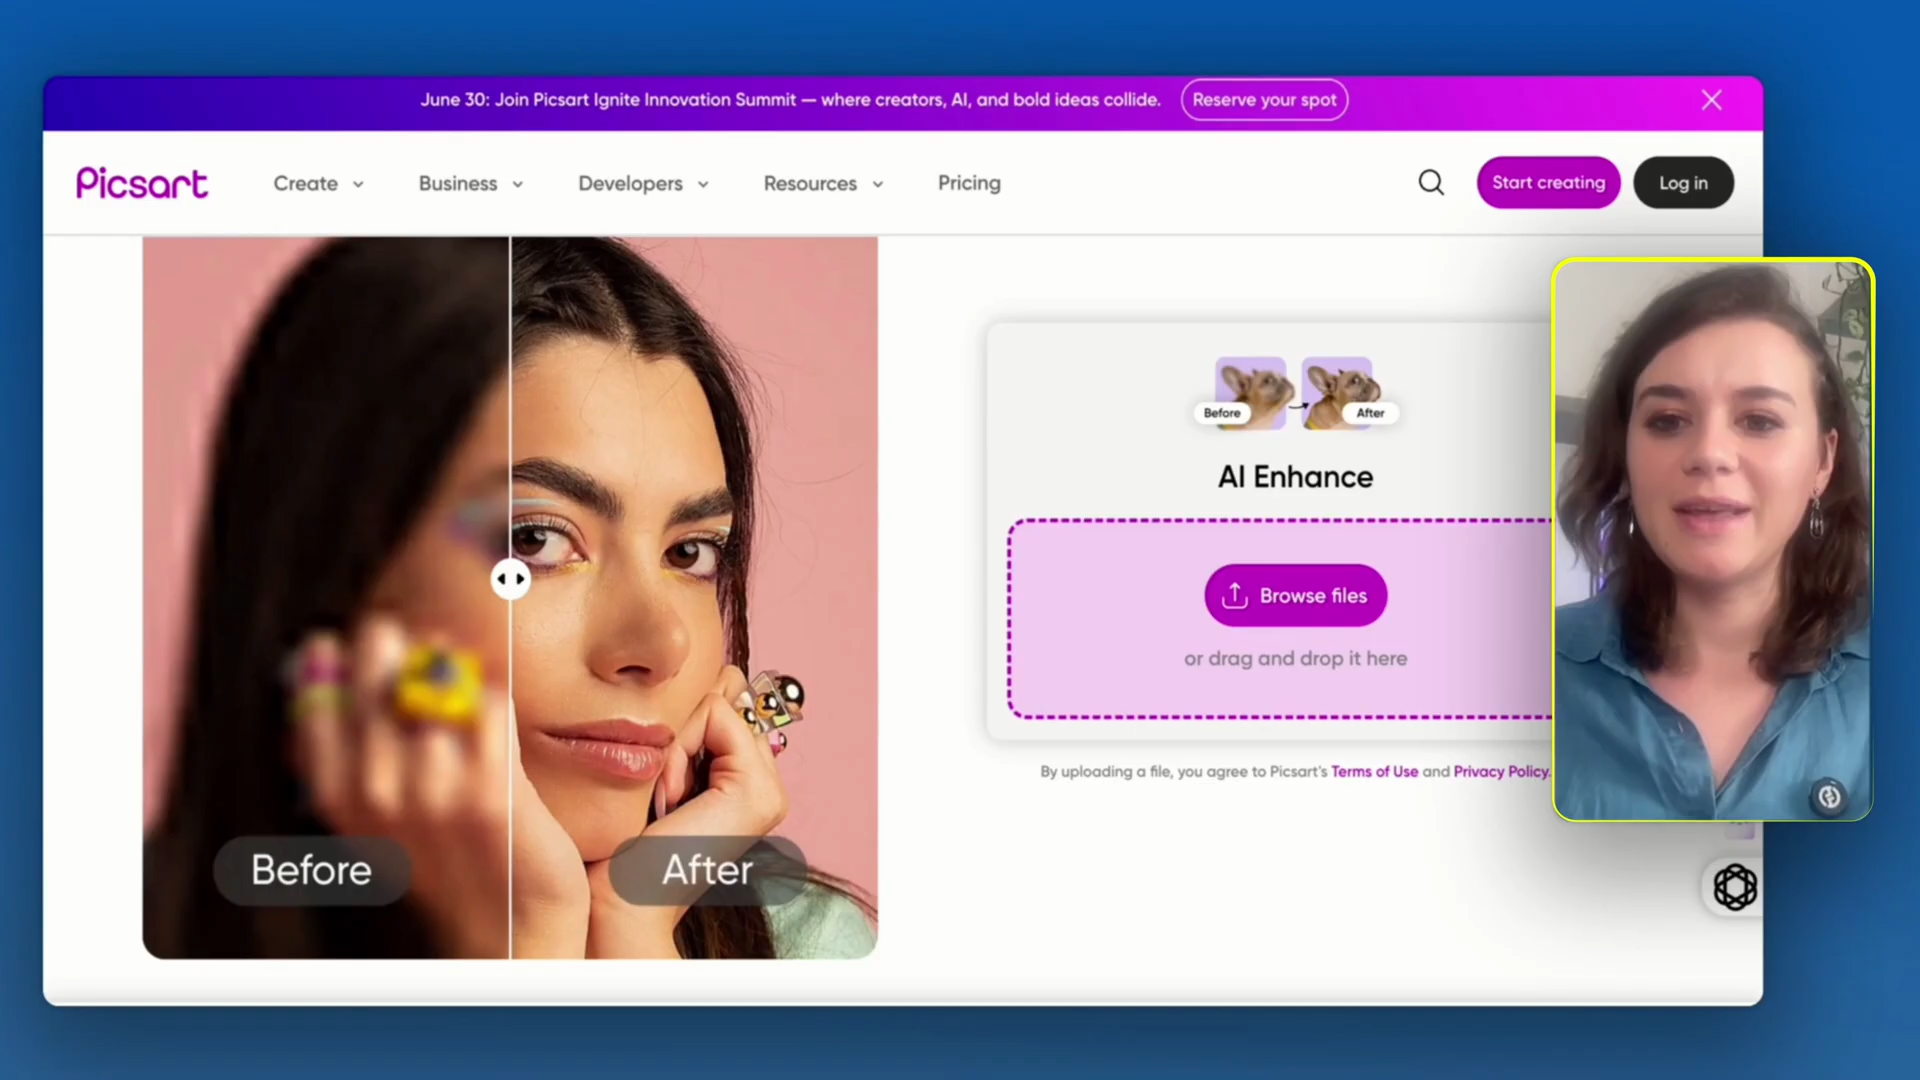 June 30: Join Picsart Ignite Innovation Summit — where creators, AI, and bold ideas collide. Reserve your spot
Picsart Create Business Developers Resources Pricing Start creating Log in
Before After
AI Enhance
Browse files
or drag and drop it here
By uploading a file, you agree to Picsart's Terms of Use and Privacy Policy.
Before After